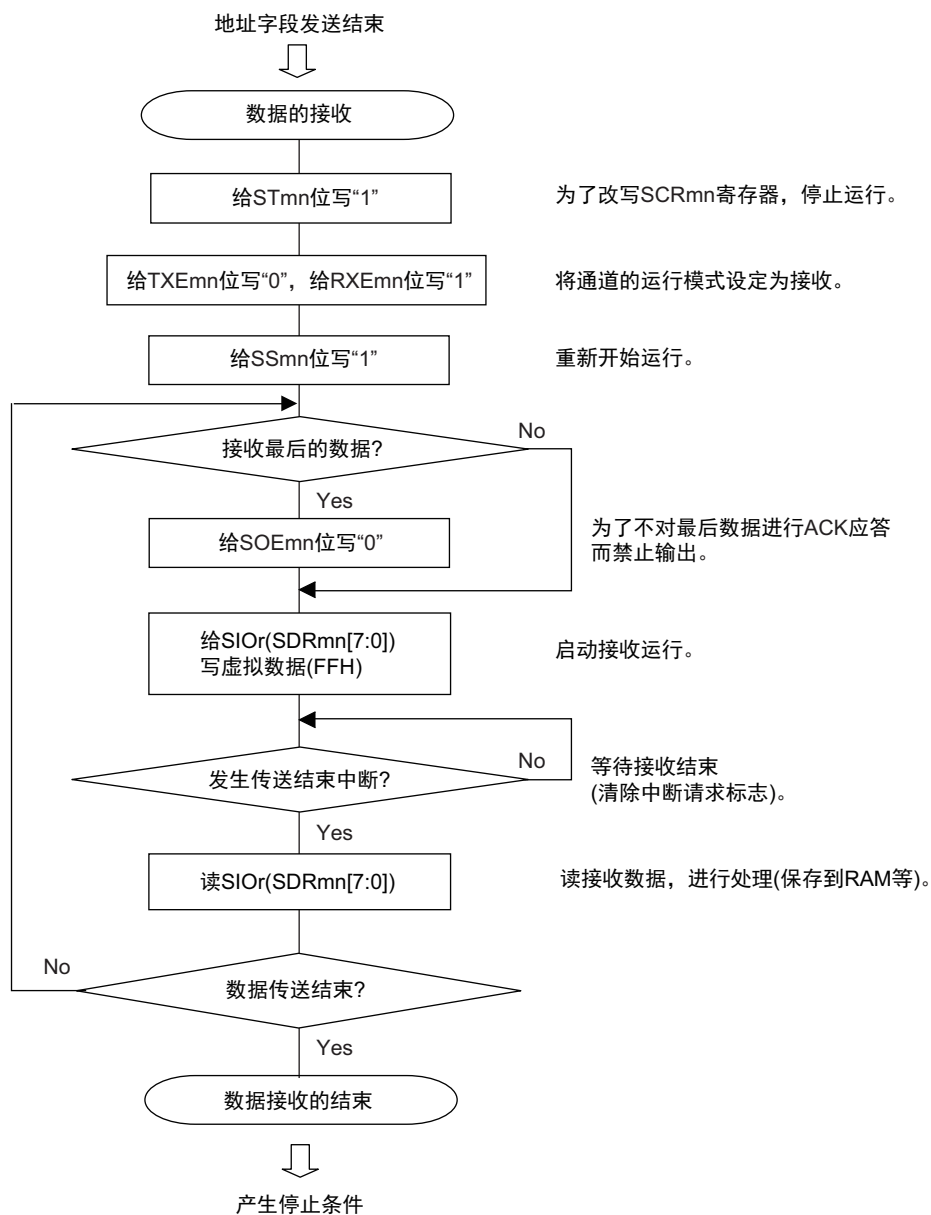 地址字段发送结束
数据的接收
给STmn位写“1”
为了改写SCRmn寄存器，停止运行。
给TXEmn位写“0”，给RXEmn位写“1”
将通道的运行模式设定为接收。
给SSmn位写“1”
重新开始运行。
接收最后的数据?
No
Yes
给SOEmn位写“0”
为了不对最后数据进行ACK应答
而禁止输出。
给SIOr(SDRmn[7:0])
写虚拟数据(FFH)
启动接收运行。
发生传送结束中断?
No
等待接收结束
(清除中断请求标志)。
Yes
读SIOr(SDRmn[7:0])
读接收数据，进行处理(保存到RAM等)。
No
数据传送结束?
Yes
数据接收的结束
产生停止条件